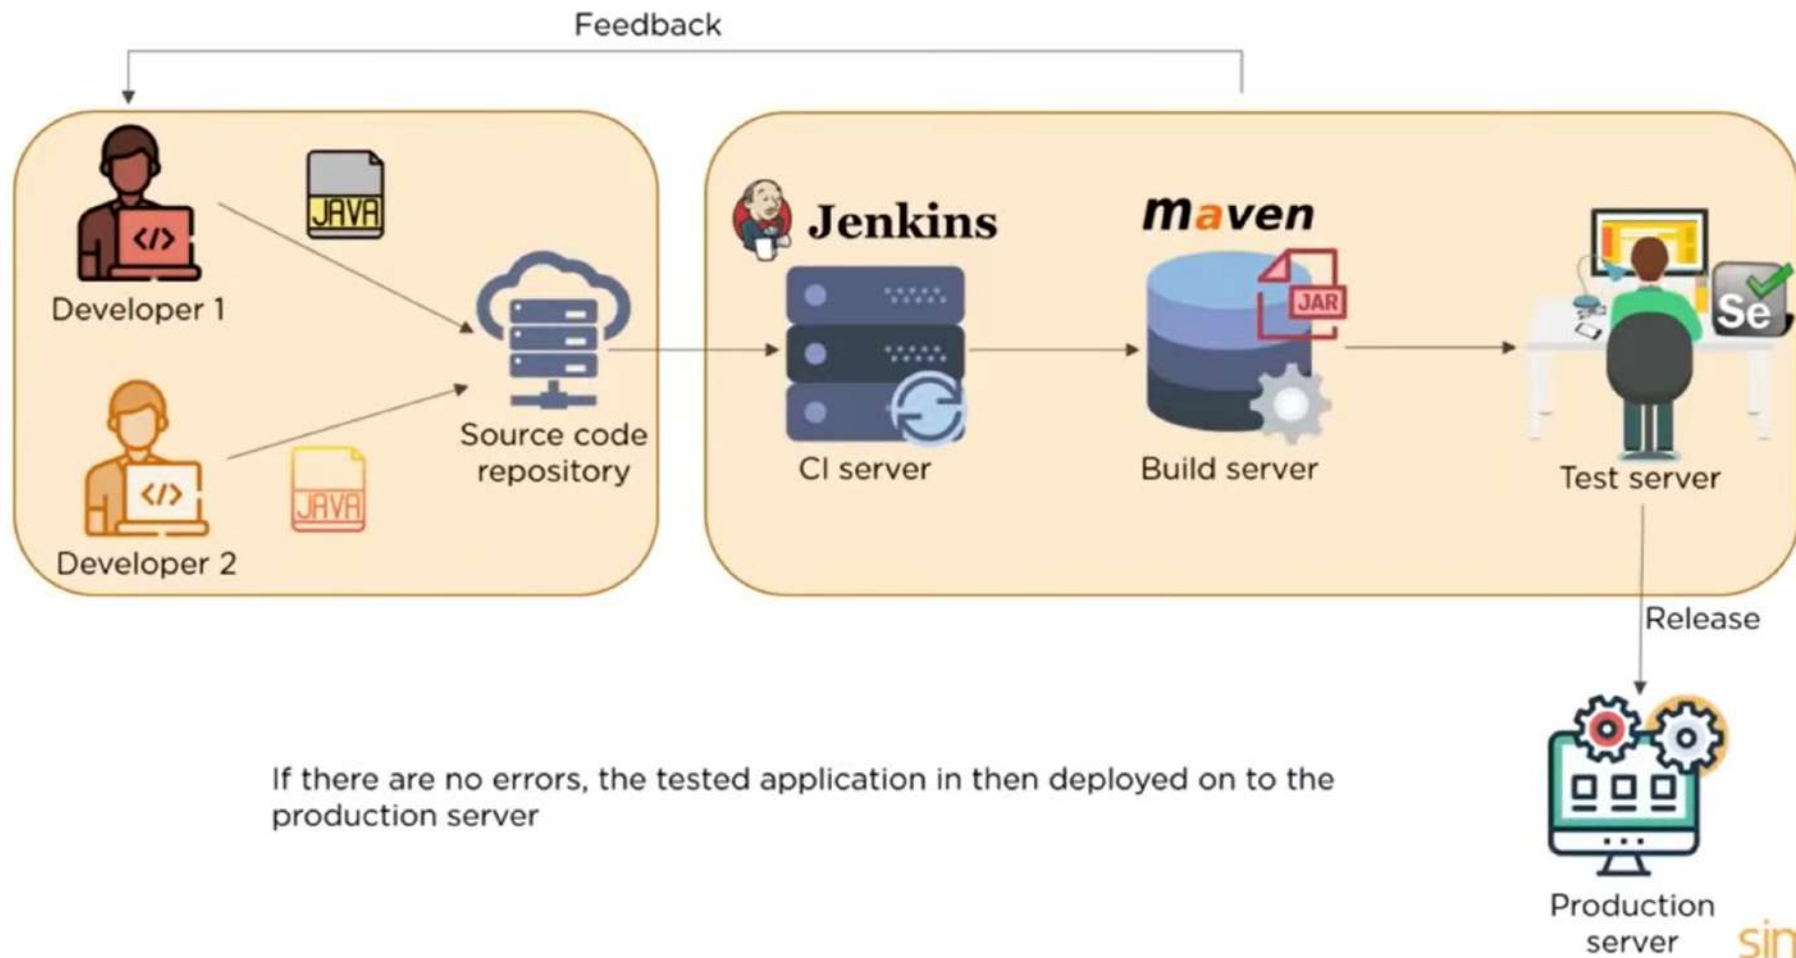 Feedback
JAVA
</>
Developer 1
JAVA
</>
Developer 2
Source code
repository
Jenkins
CI server
maven
JAR
Build server
Se
Test server
Release
If there are no errors, the tested application in then deployed on to the
production server
Production
server
sim